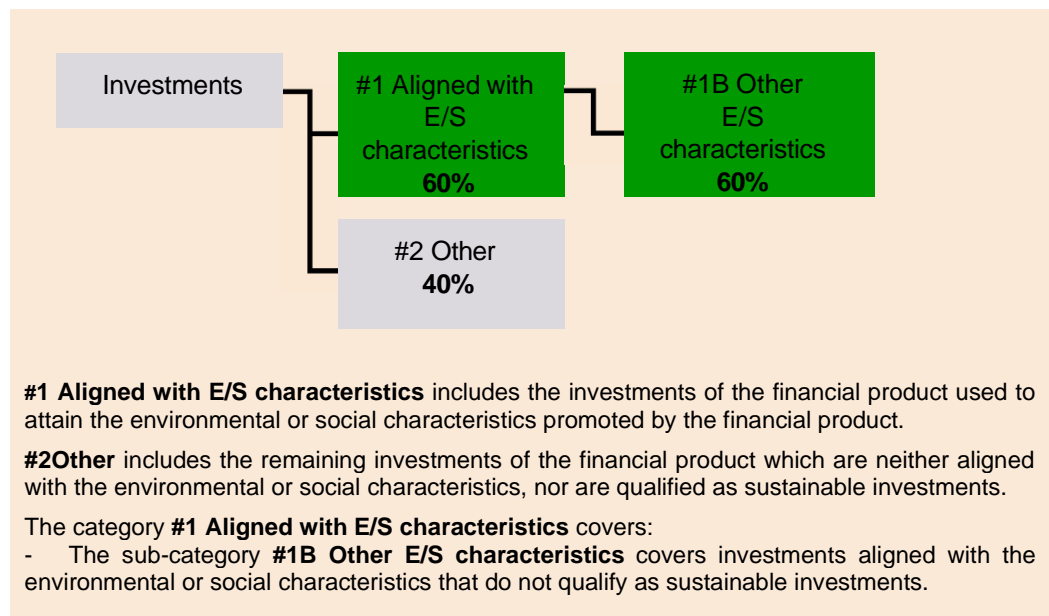 Investments
#1 Aligned with
E/S
characteristics
60%
#1B Other
E/S
characteristics
60%
#2 Other
40%
#1 Aligned with E/S characteristics includes the investments of the financial product used to
attain the environmental or social characteristics promoted by the financial product.
#2Other includes the remaining investments of the financial product which are neither aligned
with the environmental or social characteristics, nor are qualified as sustainable investments.
The category #1 Aligned with E/S characteristics covers:
- The sub-category #1B Other E/S characteristics covers investments aligned with the
environmental or social characteristics that do not qualify as sustainable investments.